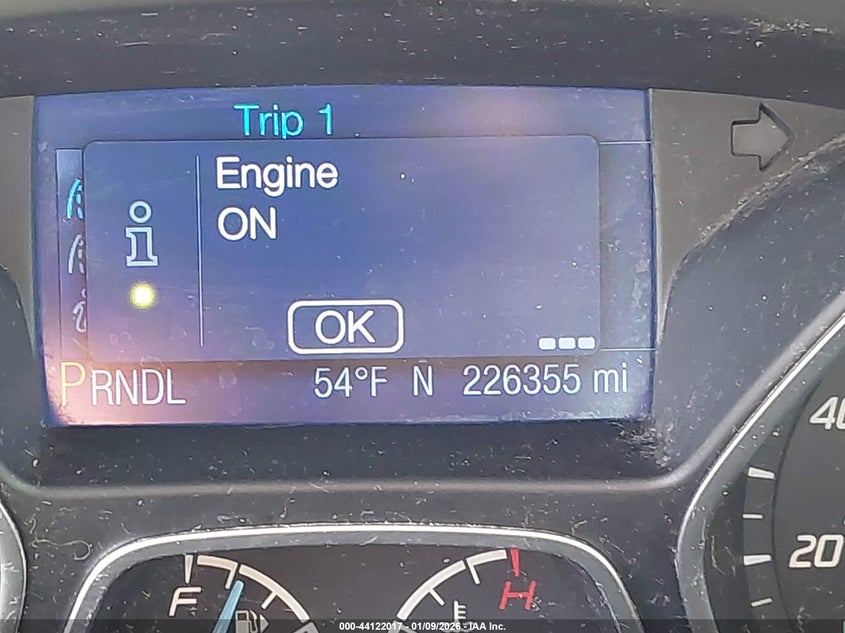 Trip 1
Engine
ON
OK
PRNDL 54°F N 226355 mi
40
20
F
H
000-44122017 - 01/09/2026 - IAA Inc.